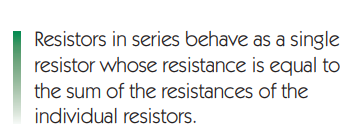 Resistors in series behave as a single
resistor whose resistance is equal to
the sum of the resistances of the
individual resistors.